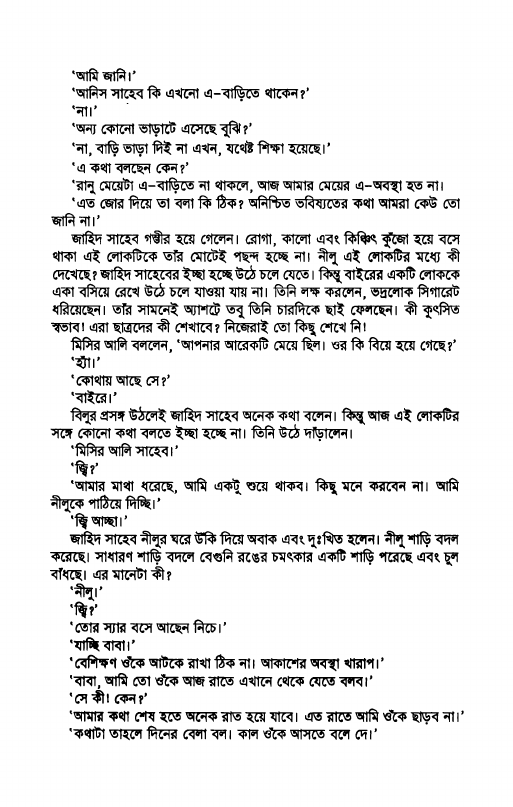 ‘আমি জানি।’
‘আনিস সাহেব কি এখনো এ–বাড়িতে থাকেন?’
‘না।’
‘অন্য কোনো ভাড়াটে এসেছে বুঝি?’
‘না, বাড়ি ভাড়া দিই না এখন, যথেষ্ট শিক্ষা হয়েছে।’
‘এ কথা বলছেন কেন?’
‘রানু মেয়েটা এ–বাড়িতে না থাকলে, আজ আমার মেয়ের এ–অবস্থা হত না।
‘এত জোর দিয়ে তা বলা কি ঠিক? অনিশ্চিত ভবিষ্যতের কথা আমরা কেউ তো
জানি না।’
জাহিদ সাহেব গম্ভীর হয়ে গেলেন। রোগা, কালো এবং কিঞ্চিৎ কুঁজো হয়ে বসে
থাকা এই লোকটিকে তাঁর মোটেই পছন্দ হচ্ছে না। নীলু এই লোকটির মধ্যে কী
দেখেছে? জাহিদ সাহেবের ইচ্ছা হচ্ছে উঠে চলে যেতে। কিন্তু বাইরের একটি লোককে
একা বসিয়ে রেখে উঠে চলে যাওয়া যায় না। তিনি লক্ষ করলেন, ভদ্রলোক সিগারেট
ধরিয়েছেন। তাঁর সামনেই অ্যাশট্রে তবু তিনি চারদিকে ছাই ফেলছেন। কী কুৎসিত
স্বভাব! এরা ছাত্রদের কী শেখাবে? নিজেরাই তো কিছু শেখে নি!
মিসির আলি বললেন, ‘আপনার আরেকটি মেয়ে ছিল। ওর কি বিয়ে হয়ে গেছে?’
‘হ্যাঁ।’
‘কোথায় আছে সে?’
‘বাইরে।’
বিলুর প্রসঙ্গ উঠলেই জাহিদ সাহেব অনেক কথা বলেন। কিন্তু আজ এই লোকটির
সঙ্গে কোনো কথা বলতে ইচ্ছা হচ্ছে না। তিনি উঠে দাঁড়ালেন।
‘মিসির আলি সাহেব।’
‘জ্বি?’
‘আমার মাথা ধরেছে, আমি একটু শুয়ে থাকব। কিছু মনে করবেন না। আমি
নীলুকে পাঠিয়ে দিচ্ছি।’
‘জ্বি আচ্ছা।’
জাহিদ সাহেব নীলুর ঘরে উঁকি দিয়ে অবাক এবং দুঃখিত হলেন। নীলু শাড়ি বদল
করেছে। সাধারণ শাড়ি বদলে বেগুনি রঙের চমৎকার একটি শাড়ি পরেছে এবং চুল
বাঁধছে। এর মানেটা কী?
‘নীলু।’
‘জ্বি?’
‘তোর স্যার বসে আছেন নিচে।’
‘যাচ্ছি বাবা।’
‘বেশিক্ষণ ওঁকে আটকে রাখা ঠিক না। আকাশের অবস্থা খারাপ।’
‘বাবা, আমি তো ওঁকে আজ রাতে এখানে থেকে যেতে বলব।’
‘সে কী! কেন?’
‘আমার কথা শেষ হতে অনেক রাত হয়ে যাবে। এত রাতে আমি ওঁকে ছাড়ব না।’
‘কথাটা তাহলে দিনের বেলা বল। কাল ওঁকে আসতে বলে দে।’